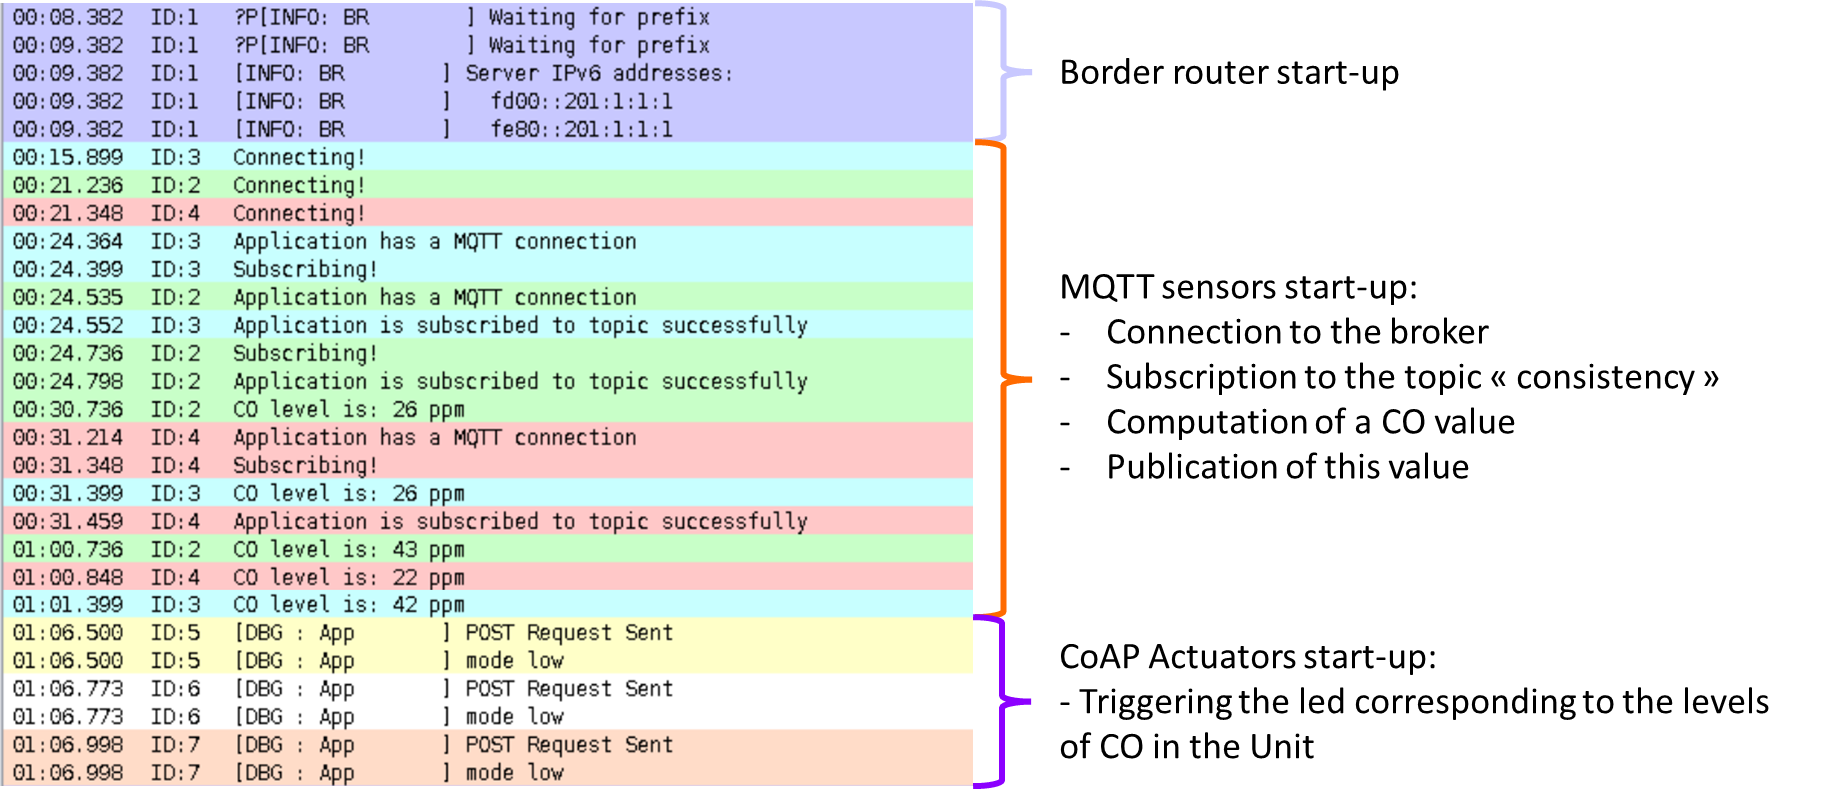 00:08.382 ID:1 ?P[INFO: BR ] Waiting for prefix
00:09.382 ID:1 ?P[INFO: BR ] Waiting for prefix
00:09.382 ID:1 [INFO: BR ] Server IPv6 addresses:
00:09.382 ID:1 [INFO: BR ] fd00::201:1:1:1
00:09.382 ID:1 [INFO: BR ] fe80::201:1:1:1
00:15.899 ID:3 Connecting!
00:21.236 ID:2 Connecting!
00:21.348 ID:4 Connecting!
00:24.364 ID:3 Application has a MQTT connection
00:24.399 ID:3 Subscribing!
00:24.535 ID:2 Application has a MQTT connection
00:24.552 ID:3 Application is subscribed to topic successfully
00:24.736 ID:2 Subscribing!
00:24.798 ID:2 Application is subscribed to topic successfully
00:30.736 ID:2 CO level is: 26 ppm
00:31.214 ID:4 Application has a MQTT connection
00:31.348 ID:4 Subscribing!
00:31.399 ID:3 CO level is: 26 ppm
00:31.459 ID:4 Application is subscribed to topic successfully
01:00.736 ID:2 CO level is: 43 ppm
01:00.848 ID:4 CO level is: 22 ppm
01:01.399 ID:3 CO level is: 42 ppm
01:06.500 ID:5 [DBG : App ] POST Request Sent
01:06.500 ID:5 [DBG : App ] mode low
01:06.773 ID:6 [DBG : App ] POST Request Sent
01:06.773 ID:6 [DBG : App ] mode low
01:06.998 ID:7 [DBG : App ] POST Request Sent
01:06.998 ID:7 [DBG : App ] mode low
Border router start-up
MQTT sensors start-up:
- Connection to the broker
- Subscription to the topic « consistency »
- Computation of a CO value
- Publication of this value
CoAP Actuators start-up:
- Triggering the led corresponding to the levels
of CO in the Unit